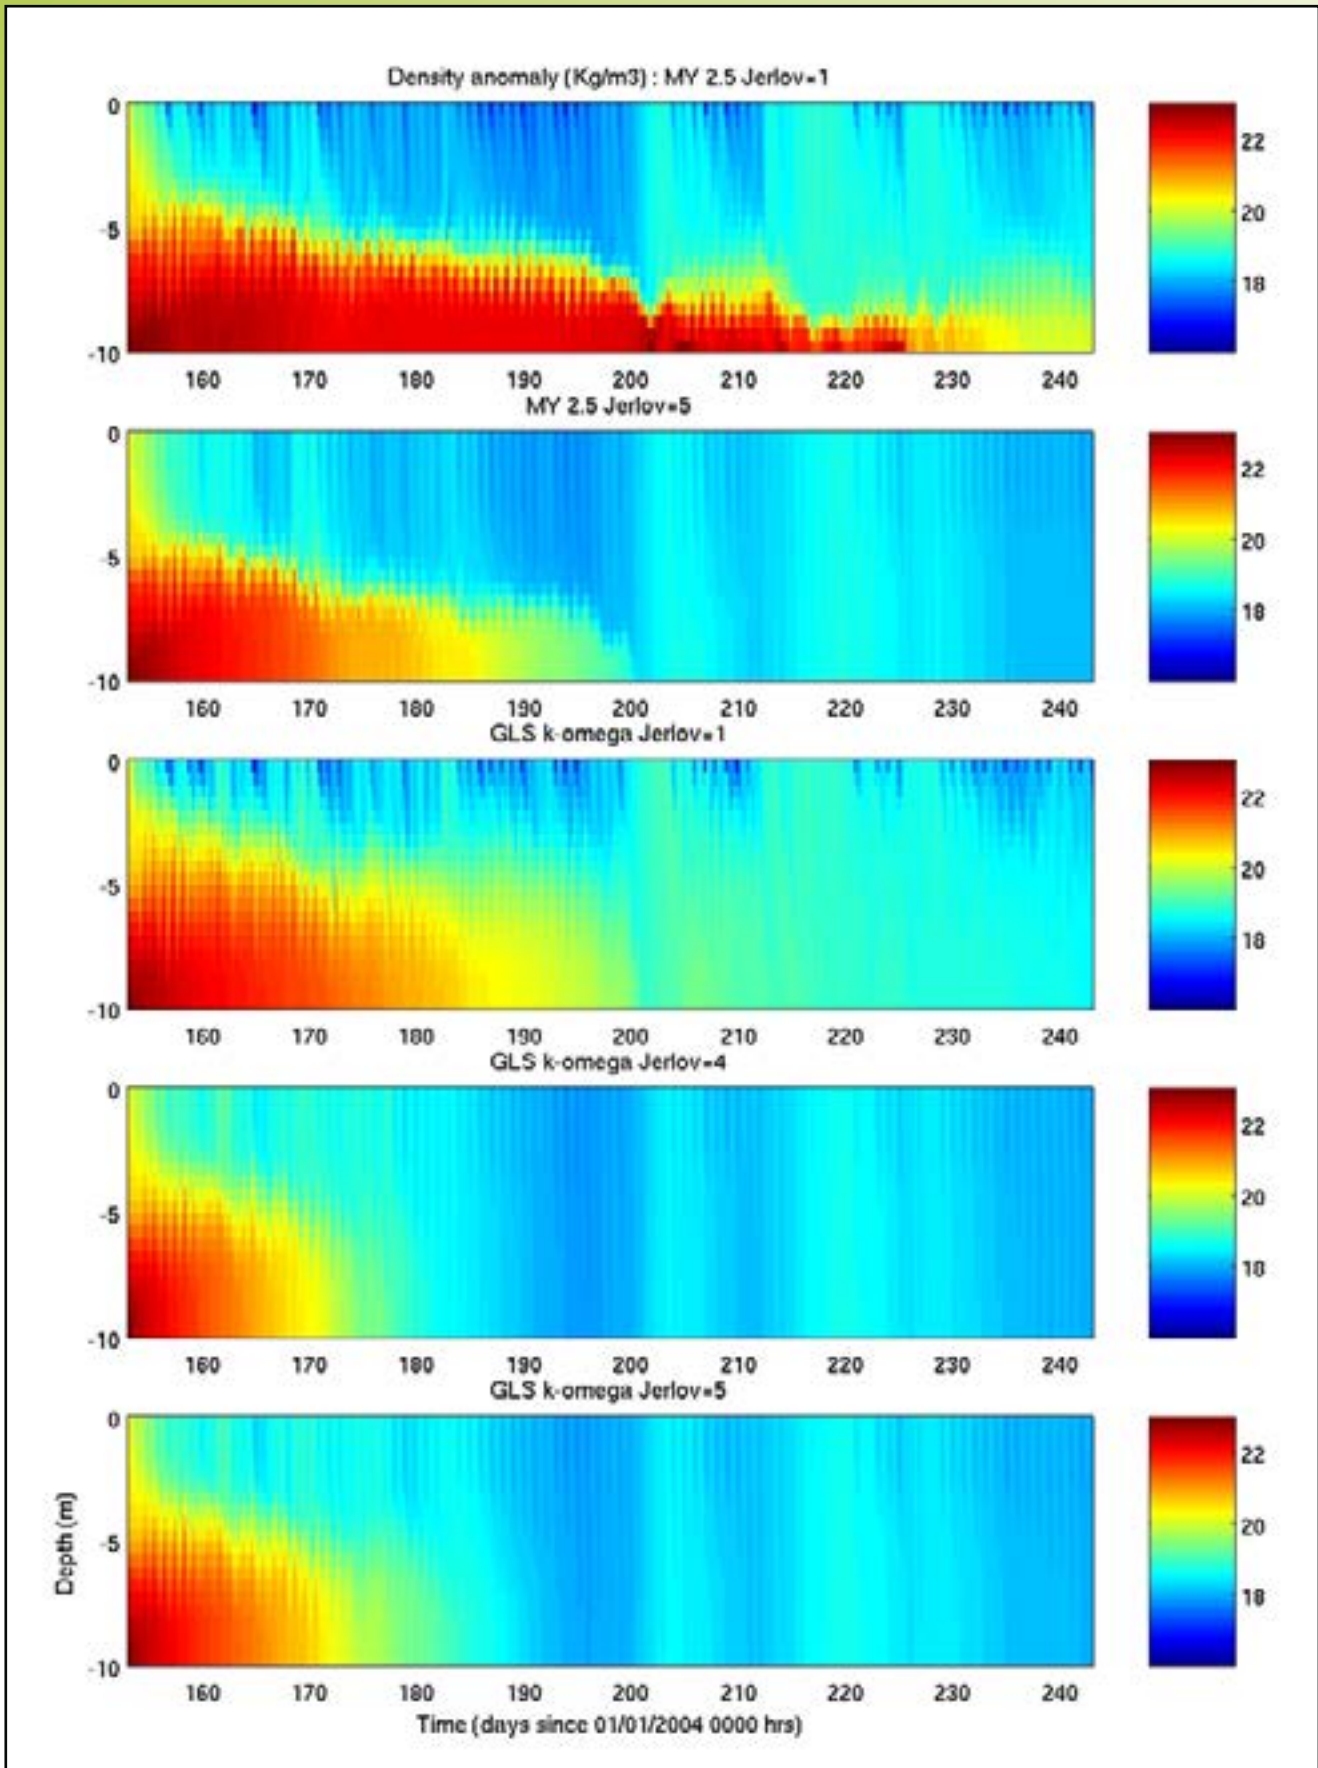 Density anomaly (Kg/m3) : MY 2.5 Jerlov=1
0
-5
-10
160 170 180 190 200 210 220 230 240
22
20
18
MY 2.5 Jerlov=5
0
-5
-10
160 170 180 190 200 210 220 230 240
22
20
18
GLS k-omega Jerlov=1
0
-5
-10
160 170 180 190 200 210 220 230 240
22
20
18
GLS k-omega Jerlov=4
0
-5
-10
160 170 180 190 200 210 220 230 240
22
20
18
GLS k-omega Jerlov=5
0
-5
-10
160 170 180 190 200 210 220 230 240
22
20
18
Depth (m)
Time (days since 01/01/2004 0000 hrs)